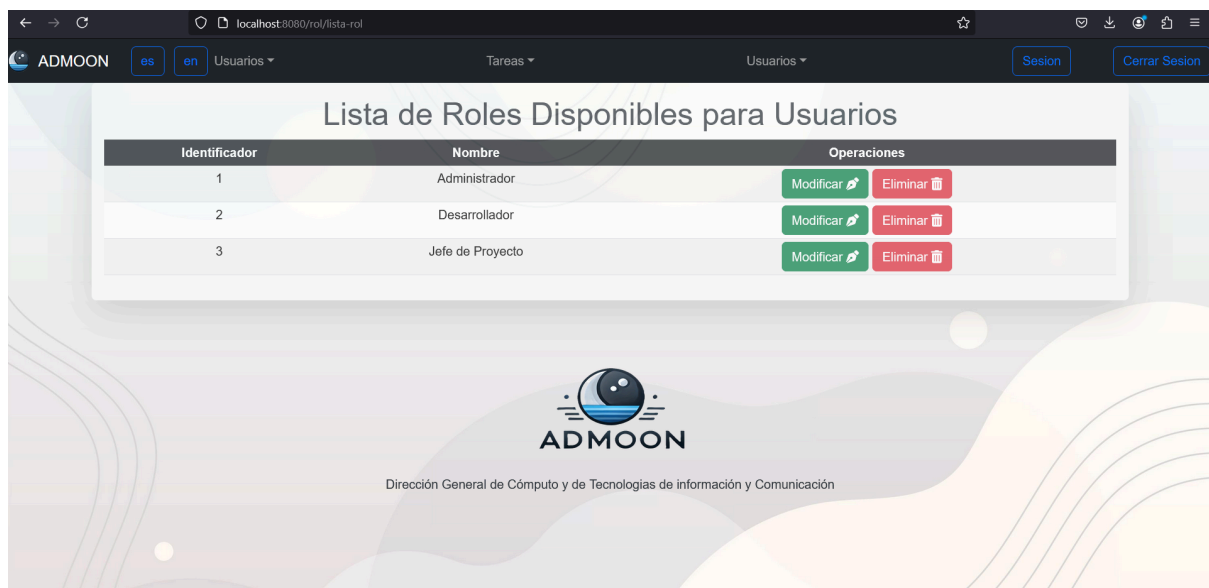 localhost:8080/rol/lista-rol
ADMOON es en Usuarios Tareas Usuarios Sesion Cerrar Sesion
Lista de Roles Disponibles para Usuarios
Identificador Nombre Operaciones
1 Administrador Modificar Eliminar
2 Desarrollador Modificar Eliminar
3 Jefe de Proyecto Modificar Eliminar
ADMOON
Dirección General de Cómputo y de Tecnologias de información y Comunicación